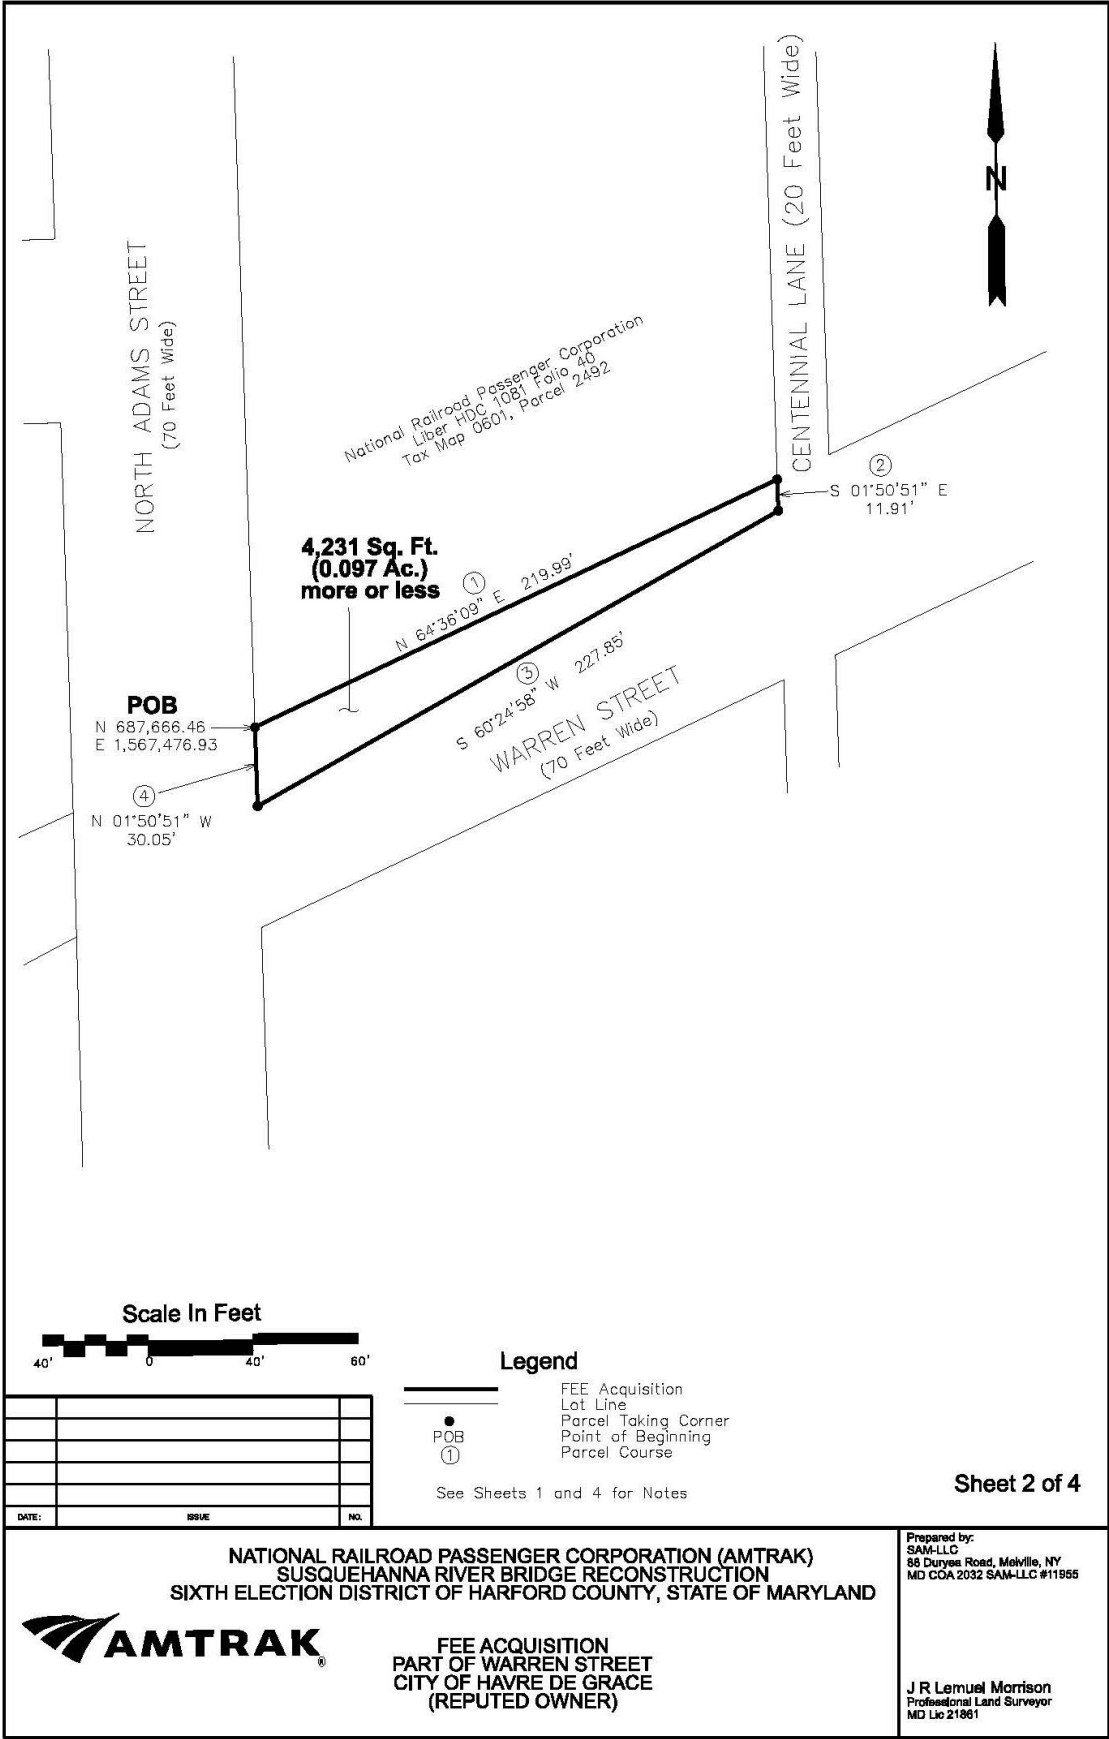 CENTENNIAL LANE (20 Feet Wide)
N
NORTH ADAMS STREET
(70 Feet Wide)
National Railroad Passenger Corporation
Liber HDC 1081 Folio 40
Tax Map 0601, Parcel 2492
2
S 01°50'51" E
11.91'
4,231 Sq. Ft.
(0.097 Ac.)
more or less
1
N 64°36'09" E 219.99'
3
S 60°24'58" W 227.85'
WARREN STREET
(70 Feet Wide)
POB
N 687,666.46
E 1,567,476.93
4
N 01°50'51" W
30.05'
Scale In Feet
40' 0 40' 60'
Legend
FEE Acquisition
Lot Line
Parcel Taking Corner
POB Point of Beginning
1 Parcel Course
See Sheets 1 and 4 for Notes
Sheet 2 of 4
DATE: ISSUE NO.
NATIONAL RAILROAD PASSENGER CORPORATION (AMTRAK)
SUSQUEHANNA RIVER BRIDGE RECONSTRUCTION
SIXTH ELECTION DISTRICT OF HARFORD COUNTY, STATE OF MARYLAND
AMTRAK®
FEE ACQUISITION
PART OF WARREN STREET
CITY OF HAVRE DE GRACE
(REPUTED OWNER)
Prepared by:
SAM-LLC
88 Duryea Road, Melville, NY
MD COA 2032 SAM-LLC #11955
J R Lemuel Morrison
Professional Land Surveyor
MD Lic 21861